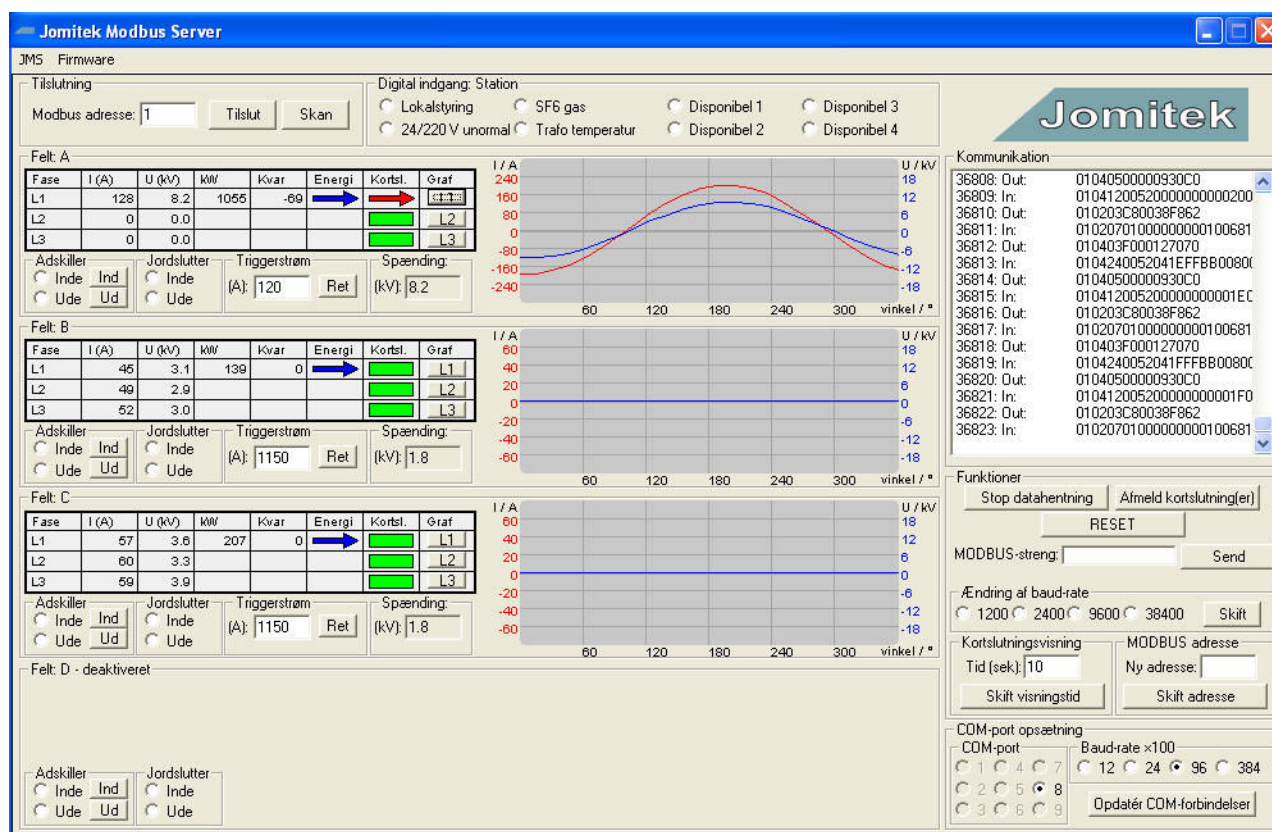 Jomitek Modbus Server
JMS Firmware
Tilslutning
Modbus adresse: 1 Tilslut Skan
Digital indgang: Station
Lokalstyring SF6 gas Disponibel 1 Disponibel 3
24/220 V unormal Trafo temperatur Disponibel 2 Disponibel 4
Jomitek
Felt: A
Fase I (A) U (kV) kW Kvar Energi Kortsl. Graf
L1 128 8.2 1055 -69
L2 0 0.0 L2
L3 0 0.0 L3
Adskiller Jordslutter Triggerstrøm Spænding:
Inde Ind Inde (A): 120 Ret (kV): 8.2
Ude Ud Ude
I / A U / kV
240 18
160 12
80 6
0 0
-80 -6
-160 -12
-240 -18
60 120 180 240 300 vinkel / °
Felt: B
Fase I (A) U (kV) kW Kvar Energi Kortsl. Graf
L1 45 3.1 139 0 L1
L2 49 2.9 L2
L3 52 3.0 L3
Adskiller Jordslutter Triggerstrøm Spænding:
Inde Ind Inde (A): 1150 Ret (kV): 1.8
Ude Ud Ude
I / A U / kV
60 18
40 12
20 6
0 0
-20 -6
-40 -12
-60 -18
60 120 180 240 300 vinkel / °
Felt: C
Fase I (A) U (kV) kW Kvar Energi Kortsl. Graf
L1 57 3.6 207 0 L1
L2 60 3.3 L2
L3 59 3.9 L3
Adskiller Jordslutter Triggerstrøm Spænding:
Inde Ind Inde (A): 1150 Ret (kV): 1.8
Ude Ud Ude
I / A U / kV
60 18
40 12
20 6
0 0
-20 -6
-40 -12
-60 -18
60 120 180 240 300 vinkel / °
Felt: D - deaktiveret
Adskiller Jordslutter
Inde Ind Inde
Ude Ud Ude
Kommunikation
36808: Out: 01040500000930C0
36809: In: 0104120052000000000200
36810: Out: 010203C80038F862
36811: In: 0102070100000000100681
36812: Out: 010403F000127070
36813: In: 0104240052041EFFBB00800
36814: Out: 01040500000930C0
36815: In: 010412005200000000001EC
36816: Out: 010203C80038F862
36817: In: 0102070100000000100681
36818: Out: 010403F000127070
36819: In: 0104240052041FFFBB00800
36820: Out: 01040500000930C0
36821: In: 010412005200000000001F0
36822: Out: 010203C80038F862
36823: In: 0102070100000000100681
Funktioner
Stop datahentning Afmeld kortslutning(er)
RESET
MODBUS-streng: Send
Ændring af baud-rate
1200 2400 9600 38400 Skift
Kortslutningsvisning MODBUS adresse
Tid (sek): 10 Ny adresse:
Skift visningstid Skift adresse
COM-port opsætning
COM-port Baud-rate ×100
1 4 7 12 24 96 384
2 5 8 Opdatér COM-forbindelser
3 6 9